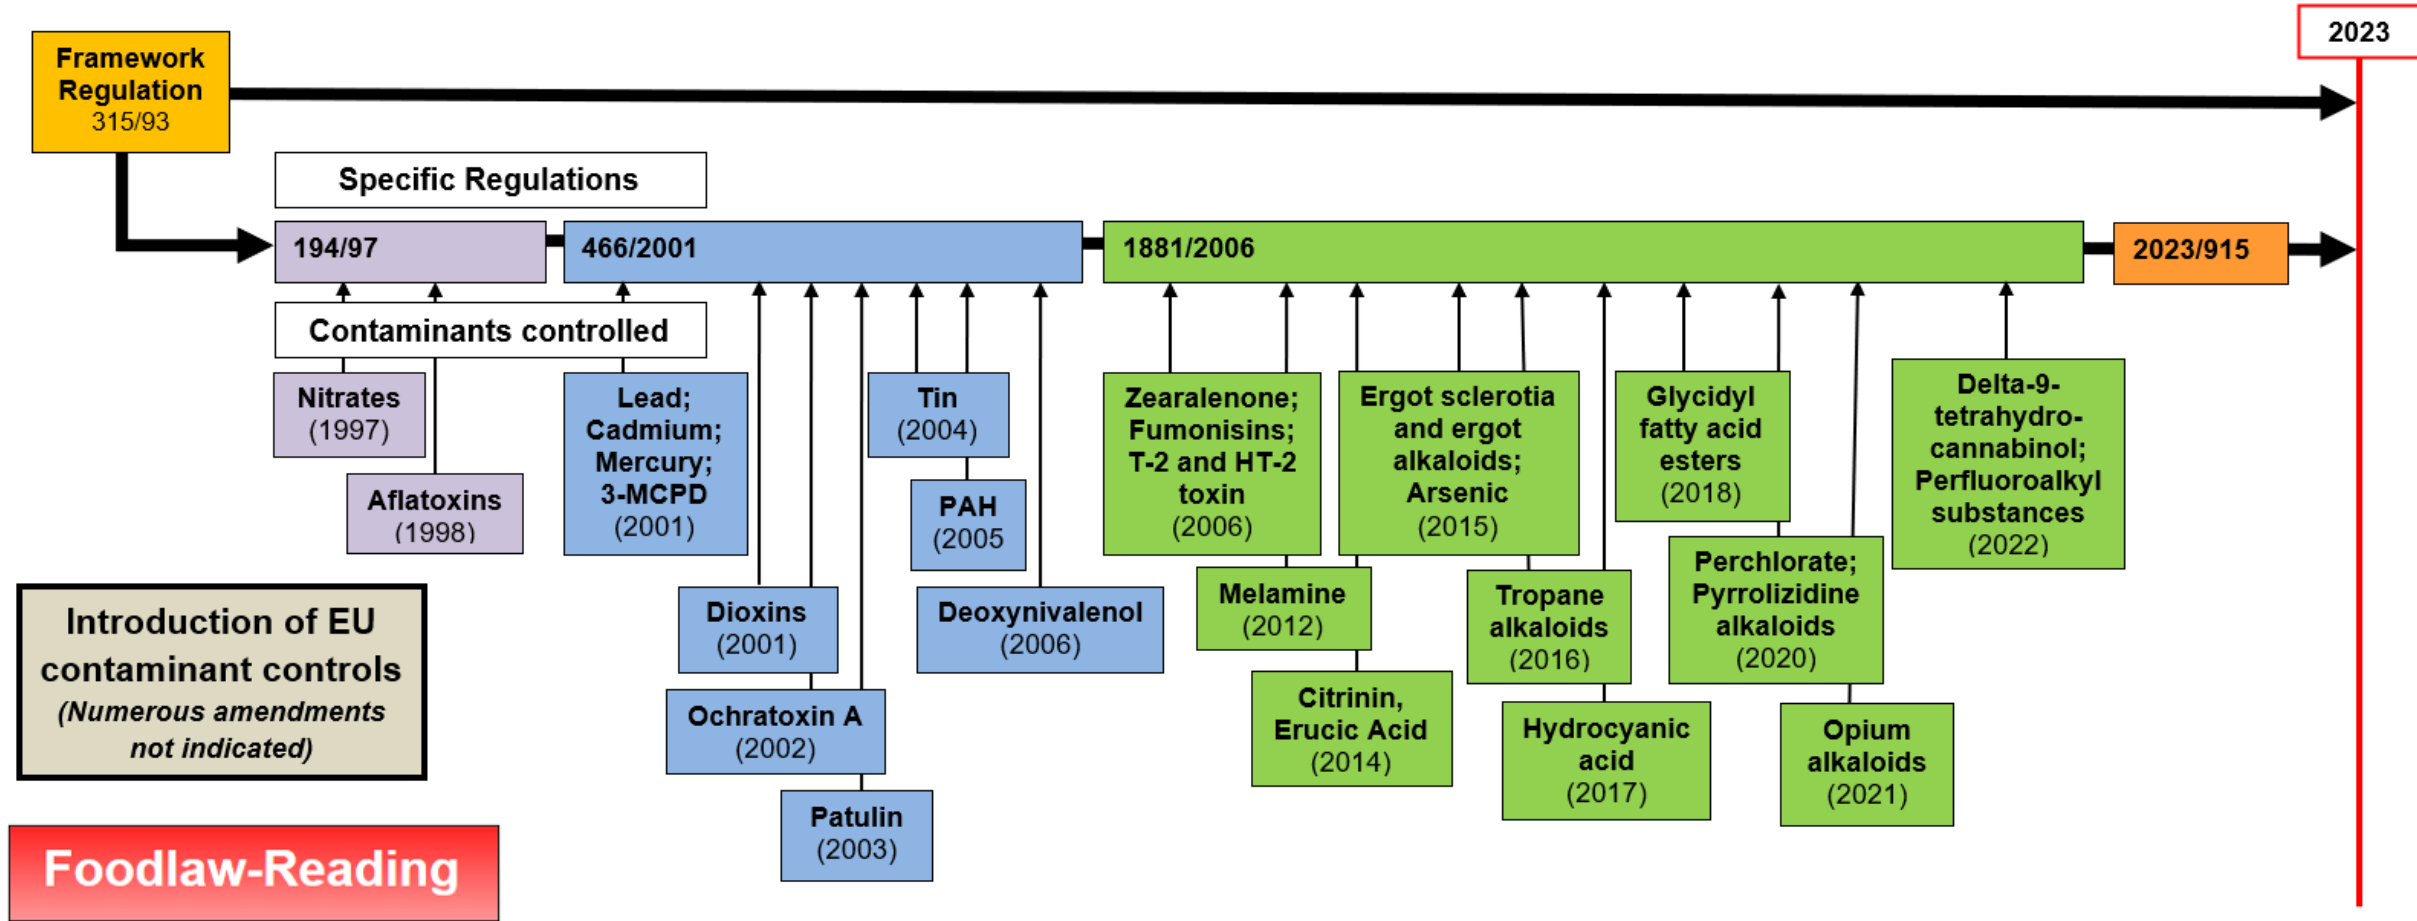 2023
Framework
Regulation
315/93
Specific Regulations
194/97
466/2001
1881/2006
2023/915
Contaminants controlled
Nitrates
(1997)
Aflatoxins
(1998)
Lead;
Cadmium;
Mercury;
3-MCPD
(2001)
Dioxins
(2001)
Ochratoxin A
(2002)
Patulin
(2003)
Tin
(2004)
PAH
(2005
Deoxynivalenol
(2006)
Zearalenone;
Fumonisins;
T-2 and HT-2
toxin
(2006)
Melamine
(2012)
Citrinin,
Erucic Acid
(2014)
Ergot sclerotia
and ergot
alkaloids;
Arsenic
(2015)
Tropane
alkaloids
(2016)
Hydrocyanic
acid
(2017)
Glycidyl
fatty acid
esters
(2018)
Perchlorate;
Pyrrolizidine
alkaloids
(2020)
Opium
alkaloids
(2021)
Delta-9-
tetrahydro-
cannabinol;
Perfluoroalkyl
substances
(2022)
Introduction of EU
contaminant controls
(Numerous amendments
not indicated)
Foodlaw-Reading